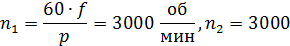 n₁ = 60 · f / p = 3000 об/мин, n₂ = 3000